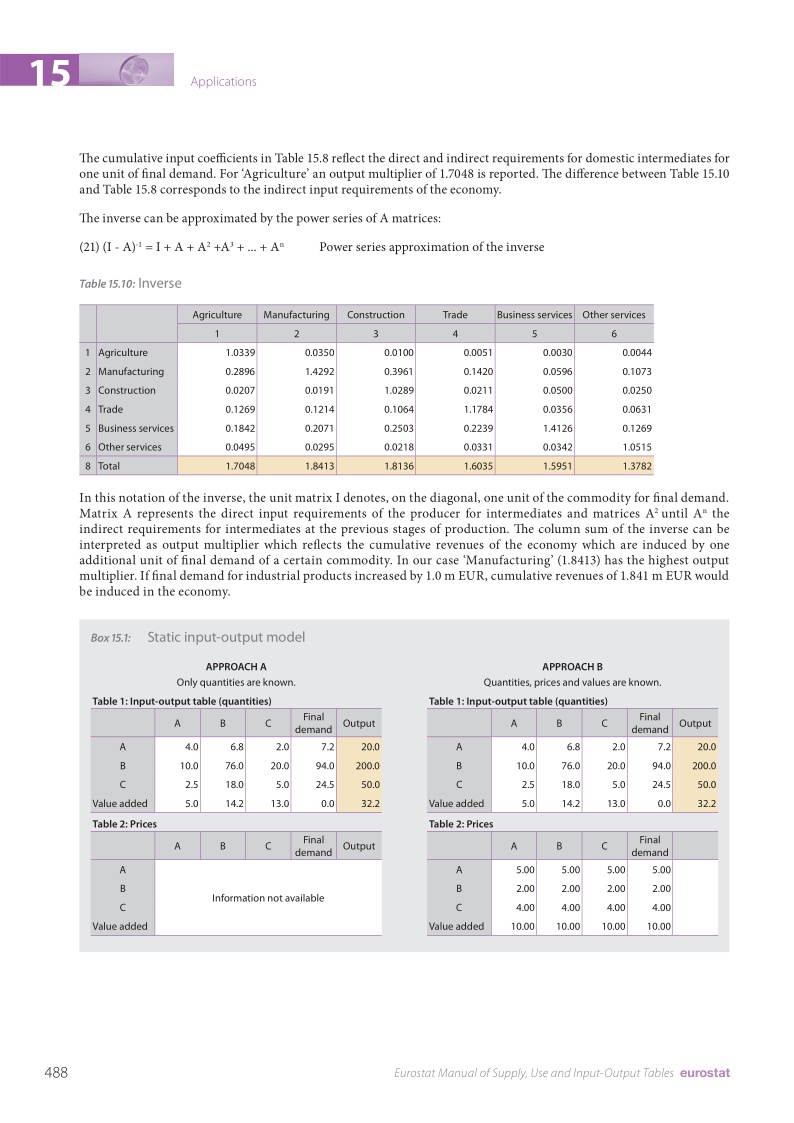 15
Applications
The cumulative input coefficients in Table 15.8 reflect the direct and indirect requirements for domestic intermediates for
one unit of final demand. For ‘Agriculture’ an output multiplier of 1.7048 is reported. The difference between Table 15.10
and Table 15.8 corresponds to the indirect input requirements of the economy.
The inverse can be approximated by the power series of A matrices:
(21) (I - A)⁻¹ = I + A + A² +A³ + ... + Aⁿ Power series approximation of the inverse
Table 15.10: Inverse
Agriculture Manufacturing Construction Trade Business services Other services
1 2 3 4 5 6
1 Agriculture 1.0339 0.0350 0.0100 0.0051 0.0030 0.0044
2 Manufacturing 0.2896 1.4292 0.3961 0.1420 0.0596 0.1073
3 Construction 0.0207 0.0191 1.0289 0.0211 0.0500 0.0250
4 Trade 0.1269 0.1214 0.1064 1.1784 0.0356 0.0631
5 Business services 0.1842 0.2071 0.2503 0.2239 1.4126 0.1269
6 Other services 0.0495 0.0295 0.0218 0.0331 0.0342 1.0515
8 Total 1.7048 1.8413 1.8136 1.6035 1.5951 1.3782
In this notation of the inverse, the unit matrix I denotes, on the diagonal, one unit of the commodity for final demand.
Matrix A represents the direct input requirements of the producer for intermediates and matrices A² until Aⁿ the
indirect requirements for intermediates at the previous stages of production. The column sum of the inverse can be
interpreted as output multiplier which reflects the cumulative revenues of the economy which are induced by one
additional unit of final demand of a certain commodity. In our case ‘Manufacturing’ (1.8413) has the highest output
multiplier. If final demand for industrial products increased by 1.0 m EUR, cumulative revenues of 1.841 m EUR would
be induced in the economy.
Box 15.1: Static input-output model
APPROACH A
Only quantities are known.
Table 1: Input-output table (quantities)
A B C Final demand Output
A 4.0 6.8 2.0 7.2 20.0
B 10.0 76.0 20.0 94.0 200.0
C 2.5 18.0 5.0 24.5 50.0
Value added 5.0 14.2 13.0 0.0 32.2
Table 2: Prices
A B C Final demand Output
A
B
Information not available
C
Value added
APPROACH B
Quantities, prices and values are known.
Table 1: Input-output table (quantities)
A B C Final demand Output
A 4.0 6.8 2.0 7.2 20.0
B 10.0 76.0 20.0 94.0 200.0
C 2.5 18.0 5.0 24.5 50.0
Value added 5.0 14.2 13.0 0.0 32.2
Table 2: Prices
A B C Final demand
A 5.00 5.00 5.00 5.00
B 2.00 2.00 2.00 2.00
C 4.00 4.00 4.00 4.00
Value added 10.00 10.00 10.00 10.00
488
Eurostat Manual of Supply, Use and Input-Output Tables eurostat